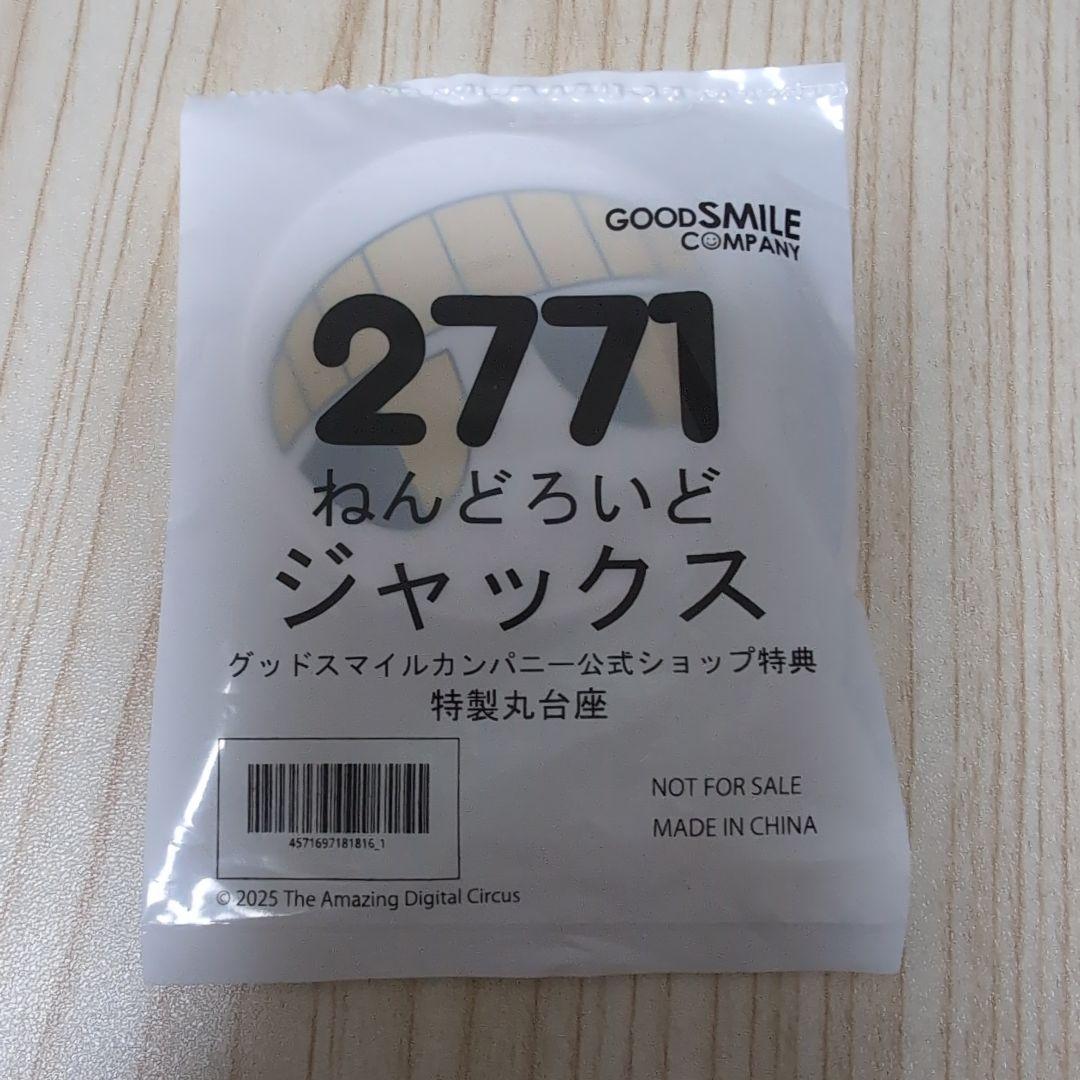 GOODSMILE
COMPANY
2771
ねんどろいど
ジャックス
グッドスマイルカンパニー公式ショップ特典
特製丸台座
4571697181816_1
NOT FOR SALE
MADE IN CHINA
© 2025 The Amazing Digital Circus